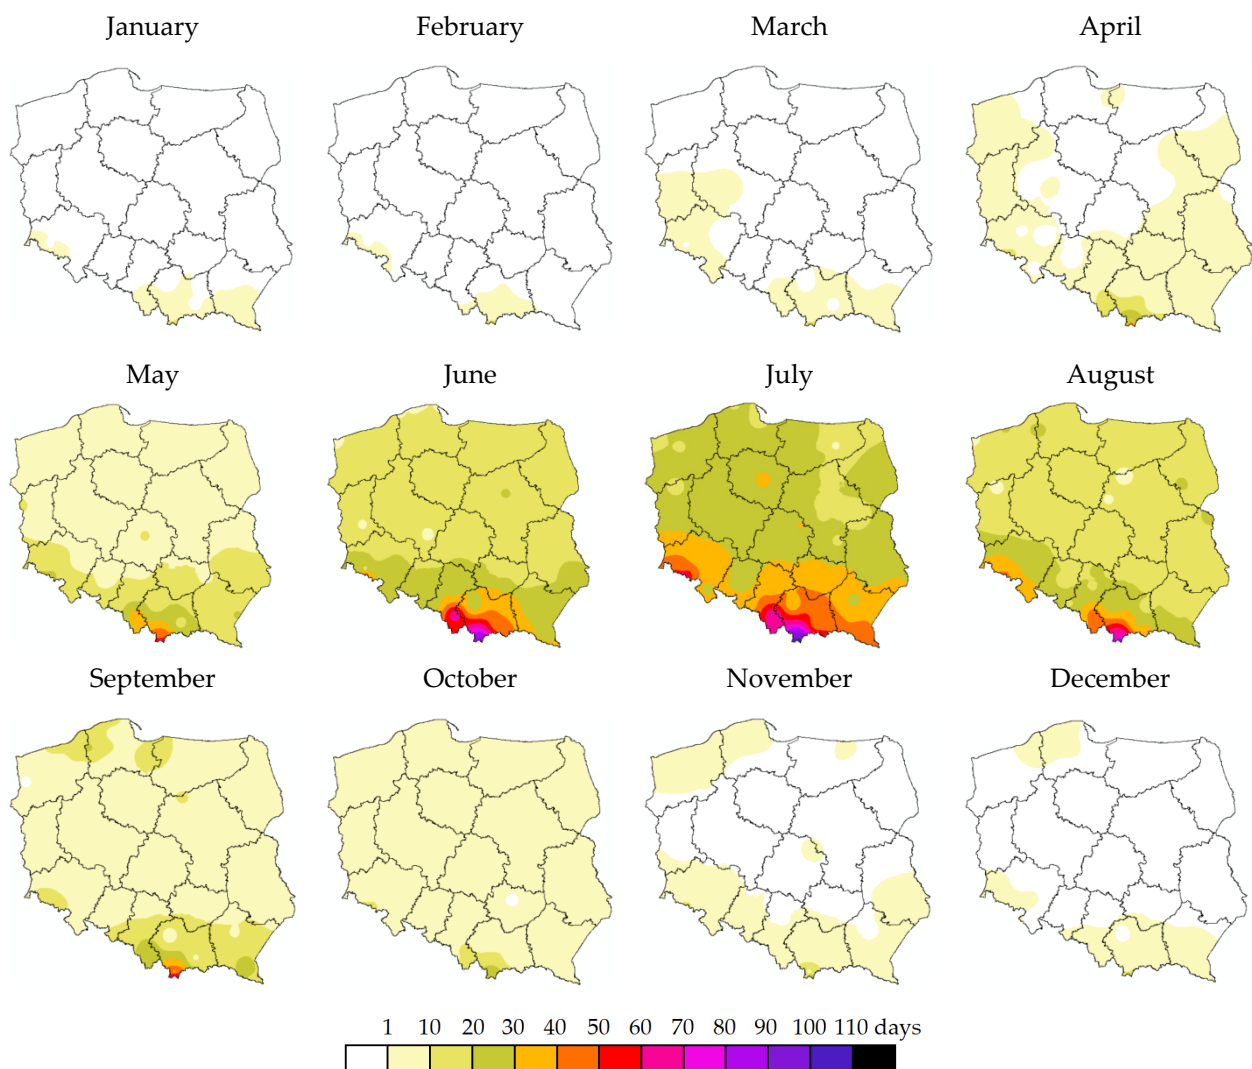 January February March April
May June July August
September October November December
1 10 20 30 40 50 60 70 80 90 100 110 days